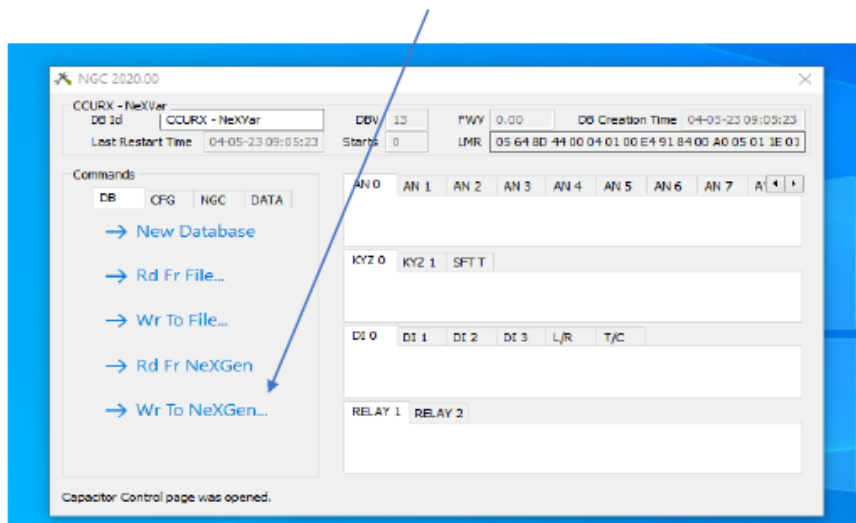 NGC 2020.00
CCURX - NeXVar
DB Id CCURX - NeXVar DBV 13 FWV 0.00 DB Creation Time 04-05-23 09:05:23
Last Restart Time 04-05-23 09:05:23 Starts 0 LMR 05 64 8D 44 00 04 01 00 E4 91 84 00 A0 05 01 1E 01
Commands
DB CFG NGC DATA
AN 0 AN 1 AN 2 AN 3 AN 4 AN 5 AN 6 AN 7
→ New Database
→ Rd Fr File...
KYZ 0 KYZ 1 SFT T
→ Wr To File...
DI 0 DI 1 DI 2 DI 3 L/R T/C
→ Rd Fr NeXGen
→ Wr To NeXGen...
RELAY 1 RELAY 2
Capacitor Control page was opened.